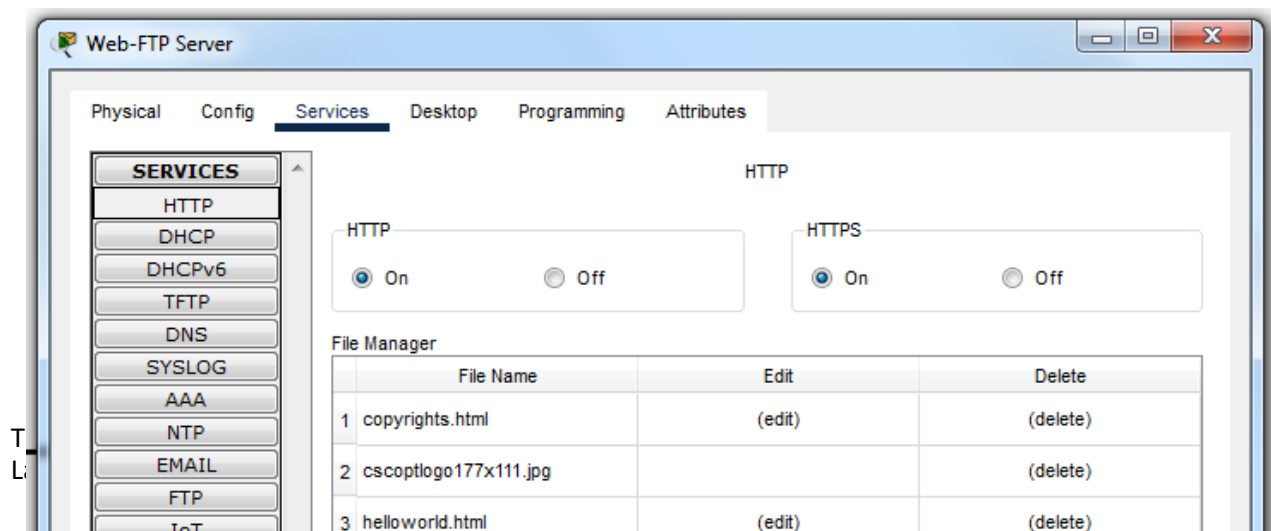 Web-FTP Server
Physical Config Services Desktop Programming Attributes
SERVICES
HTTP
DHCP
DHCPv6
TFTP
DNS
SYSLOG
AAA
NTP
EMAIL
FTP
IoT
HTTP
HTTP
On Off
HTTPS
On Off
File Manager
File Name Edit Delete
1 copyrights.html (edit) (delete)
2 cscoptlogo177x111.jpg (delete)
3 helloworld.html (edit) (delete)